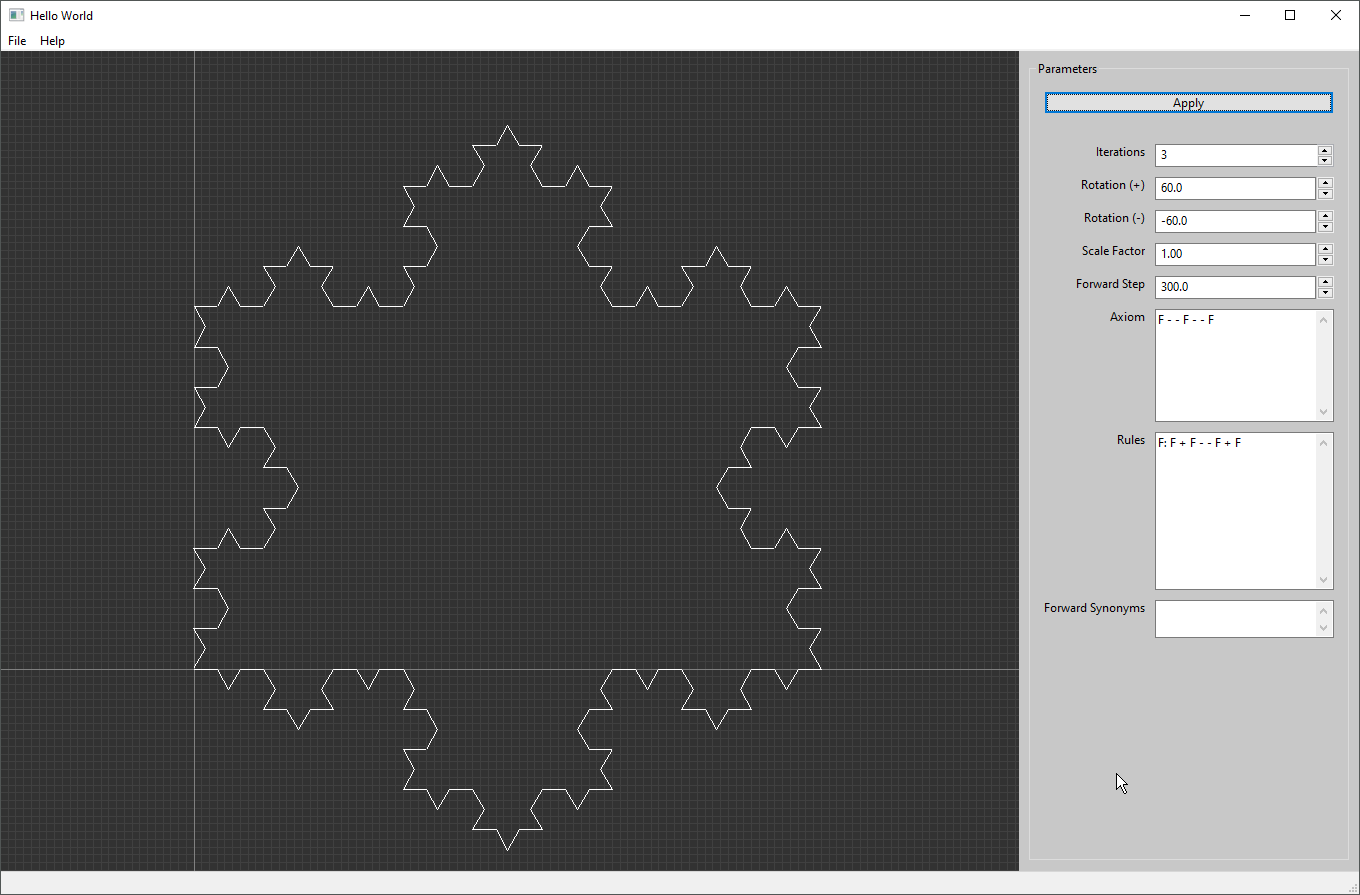 Hello World
File Help
Parameters
Apply
Iterations 3
Rotation (+) 60.0
Rotation (-) -60.0
Scale Factor 1.00
Forward Step 300.0
Axiom F - - F - - F
Rules F: F + F - - F + F
Forward Synonyms